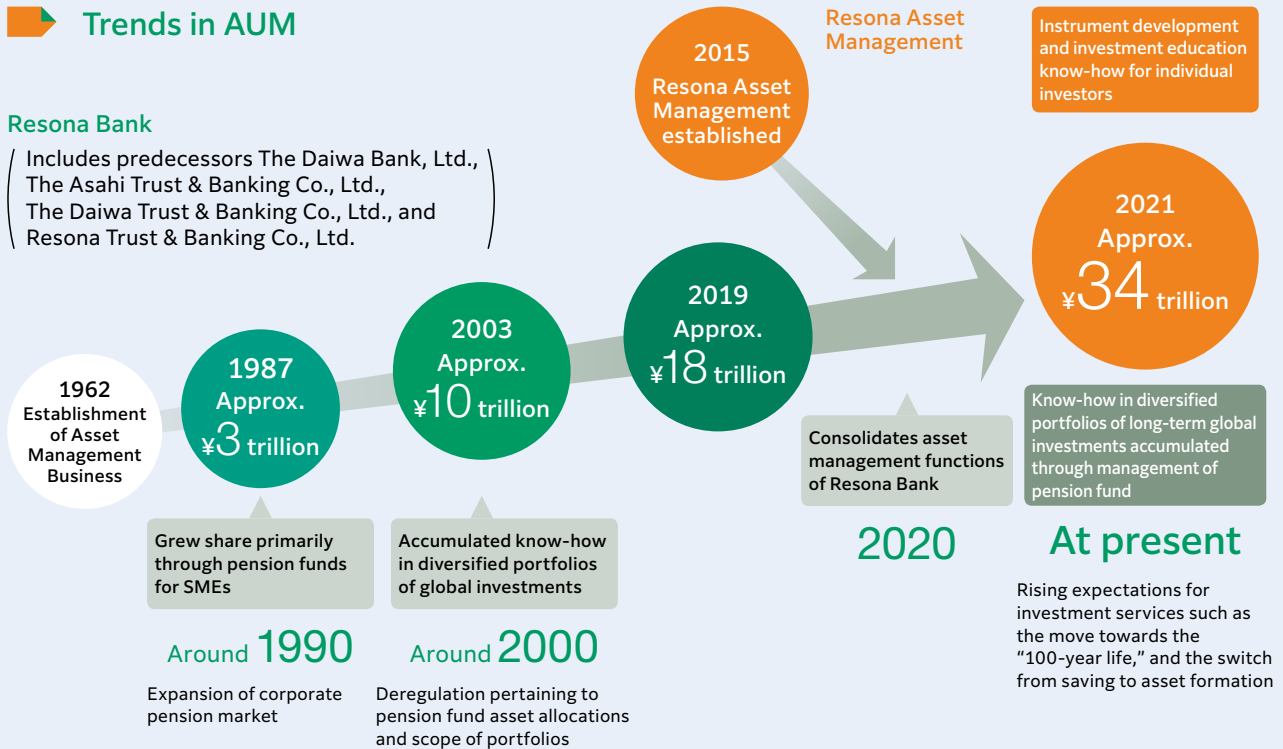 Trends in AUM
Resona Bank
Includes predecessors The Daiwa Bank, Ltd.,
The Asahi Trust & Banking Co., Ltd.,
The Daiwa Trust & Banking Co., Ltd., and
Resona Trust & Banking Co., Ltd.
1962
Establishment
of Asset
Management
Business
1987
Approx.
¥3 trillion
Grew share primarily
through pension funds
for SMEs
Around 1990
Expansion of corporate
pension market
2003
Approx.
¥10 trillion
Accumulated know-how
in diversified portfolios
of global investments
Around 2000
Deregulation pertaining to
pension fund asset allocations
and scope of portfolios
2019
Approx.
¥18 trillion
2015
Resona Asset
Management
established
Resona Asset
Management
Consolidates asset
management functions
of Resona Bank
2020
Instrument development
and investment education
know-how for individual
investors
2021
Approx.
¥34 trillion
Know-how in diversified
portfolios of long-term global
investments accumulated
through management of
pension fund
At present
Rising expectations for
investment services such as
the move towards the
“100-year life,” and the switch
from saving to asset formation